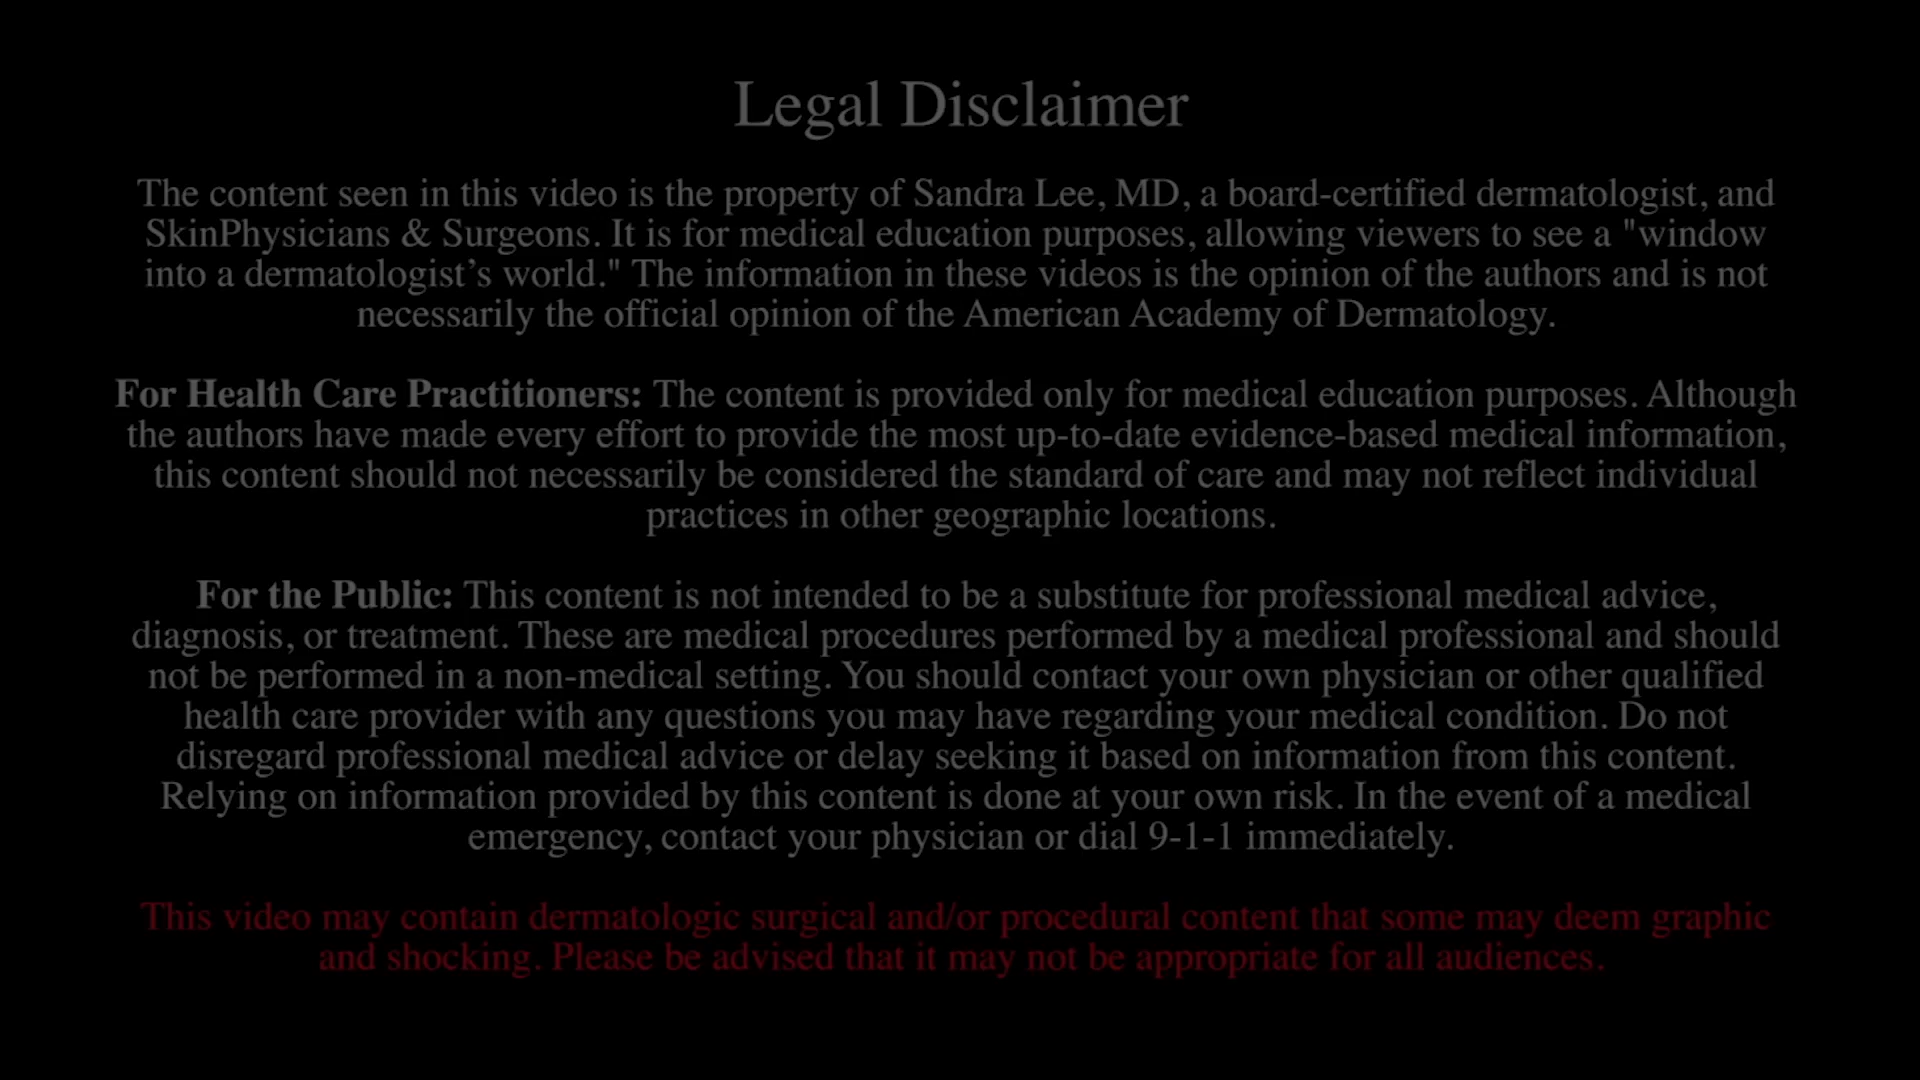 Legal Disclaimer
The content seen in this video is the property of Sandra Lee, MD, a board-certified dermatologist, and
SkinPhysicians & Surgeons. It is for medical education purposes, allowing viewers to see a "window
into a dermatologist’s world." The information in these videos is the opinion of the authors and is not
necessarily the official opinion of the American Academy of Dermatology.
For Health Care Practitioners: The content is provided only for medical education purposes. Although
the authors have made every effort to provide the most up-to-date evidence-based medical information,
this content should not necessarily be considered the standard of care and may not reflect individual
practices in other geographic locations.
For the Public: This content is not intended to be a substitute for professional medical advice,
diagnosis, or treatment. These are medical procedures performed by a medical professional and should
not be performed in a non-medical setting. You should contact your own physician or other qualified
health care provider with any questions you may have regarding your medical condition. Do not
disregard professional medical advice or delay seeking it based on information from this content.
Relying on information provided by this content is done at your own risk. In the event of a medical
emergency, contact your physician or dial 9-1-1 immediately.
This video may contain dermatologic surgical and/or procedural content that some may deem graphic
and shocking. Please be advised that it may not be appropriate for all audiences.